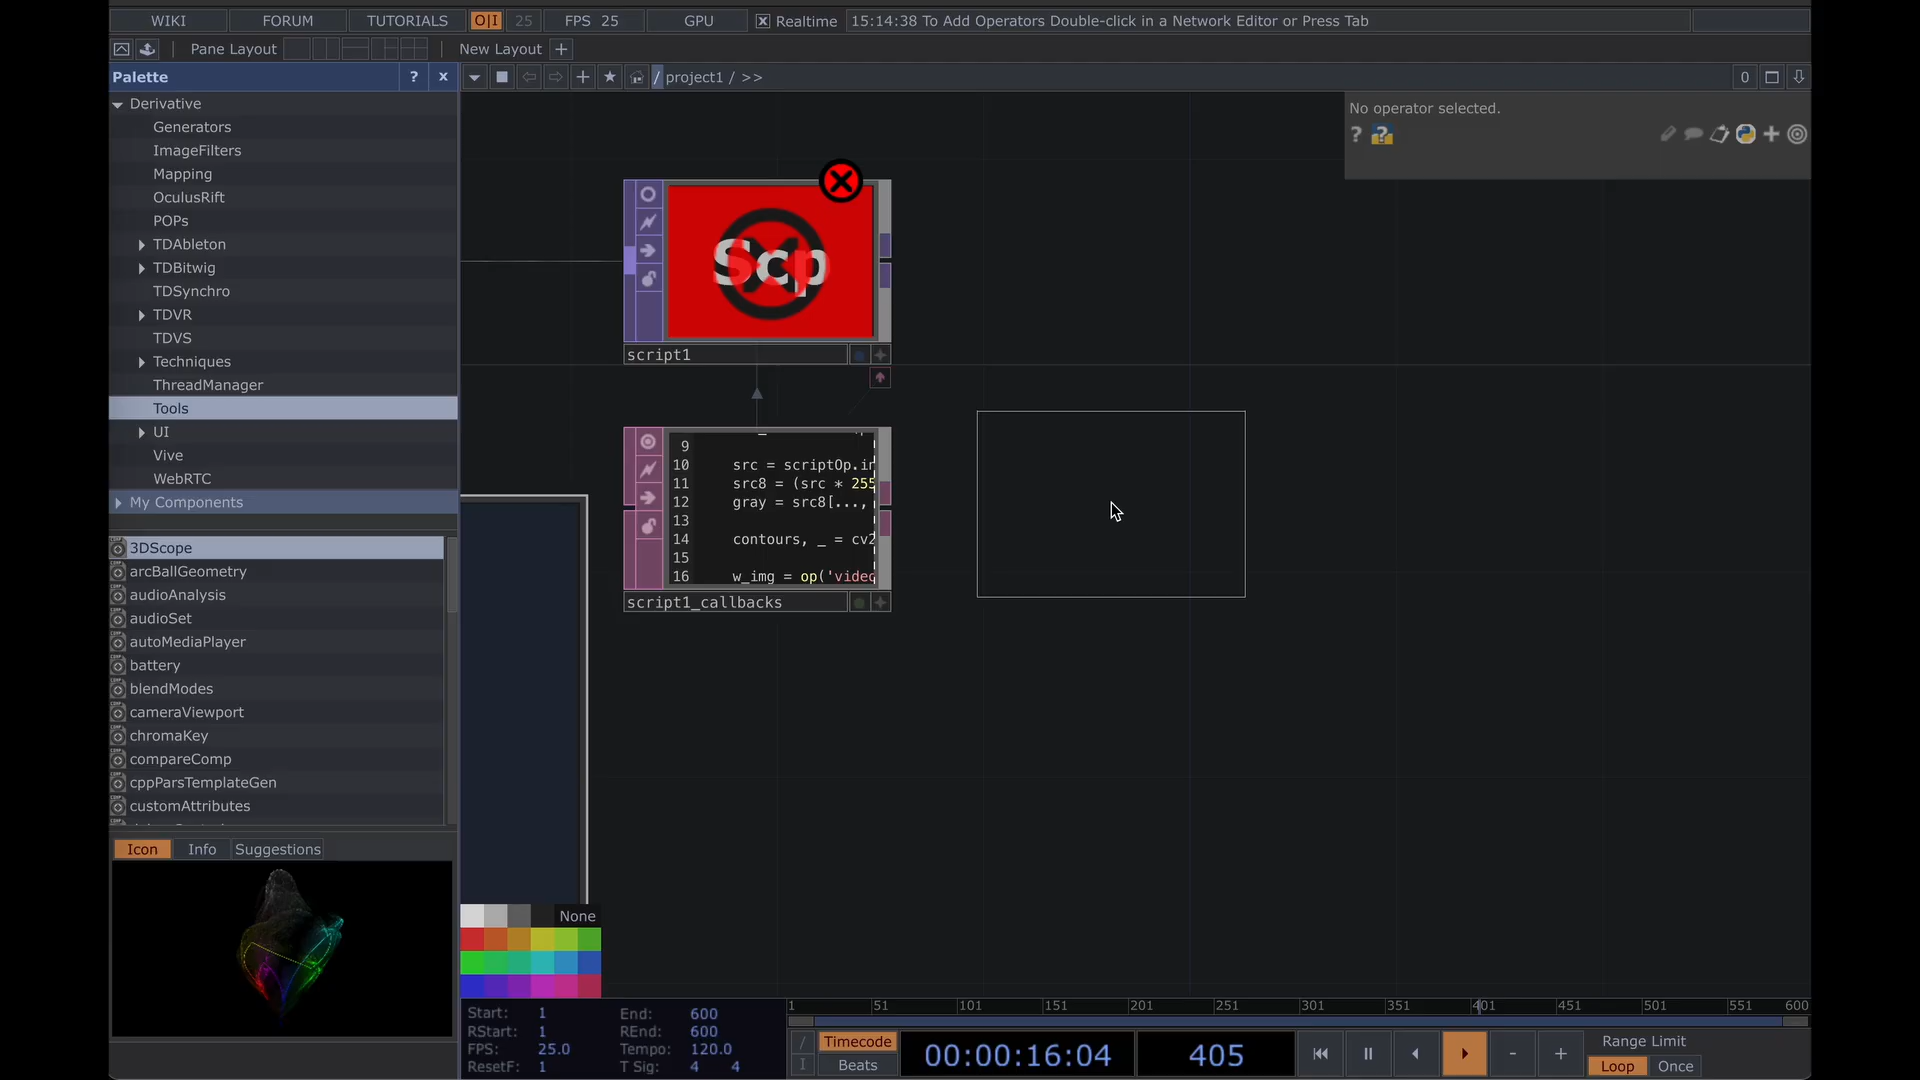 WIKI FORUM TUTORIALS O|I 25 FPS 25 GPU Realtime 15:14:38 To Add Operators Double-click in a Network Editor or Press Tab
Pane Layout New Layout +
Palette ? x / project1 / >> 0
Derivative
Generators
ImageFilters
Mapping
OculusRift
POPs
TDAbleton
TDBitwig
TDSynchro
TDVR
TDVS
Techniques
ThreadManager
Tools
UI
Vive
WebRTC
My Components
3DScope
arcBallGeometry
audioAnalysis
audioSet
autoMediaPlayer
battery
blendModes
cameraViewport
chromaKey
compareComp
cppParsTemplateGen
customAttributes
Icon Info Suggestions
No operator selected.
? ?
Scp
script1
9
10 src = scriptOp.in
11 src8 = (src * 255
12 gray = src8[...,
13
14 contours, _ = cv2
15
16 w_img = op('video
script1_callbacks
None
Start: 1 End: 600
RStart: 1 REnd: 600
FPS: 25.0 Tempo: 120.0
ResetF: 1 T Sig: 4 4
1 51 101 151 201 251 301 351 401 451 501 551 600
Timecode
Beats
00:00:16:04 405 - +
Range Limit
Loop Once